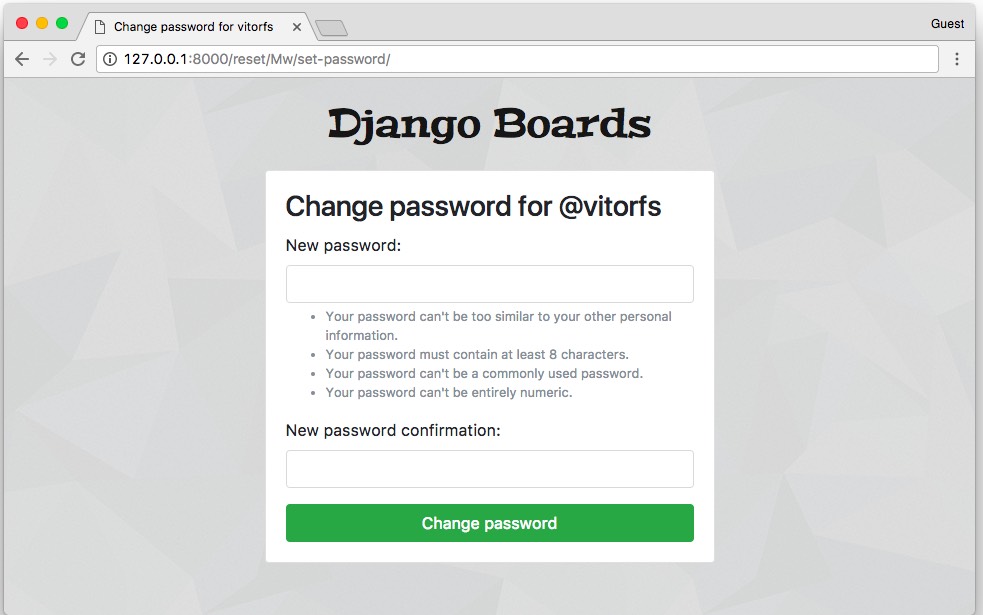 Change password for vitorfs
Guest
127.0.0.1:8000/reset/Mw/set-password/
Django Boards
Change password for @vitorfs
New password:
Your password can't be too similar to your other personal
information.
Your password must contain at least 8 characters.
Your password can't be a commonly used password.
Your password can't be entirely numeric.
New password confirmation:
Change password